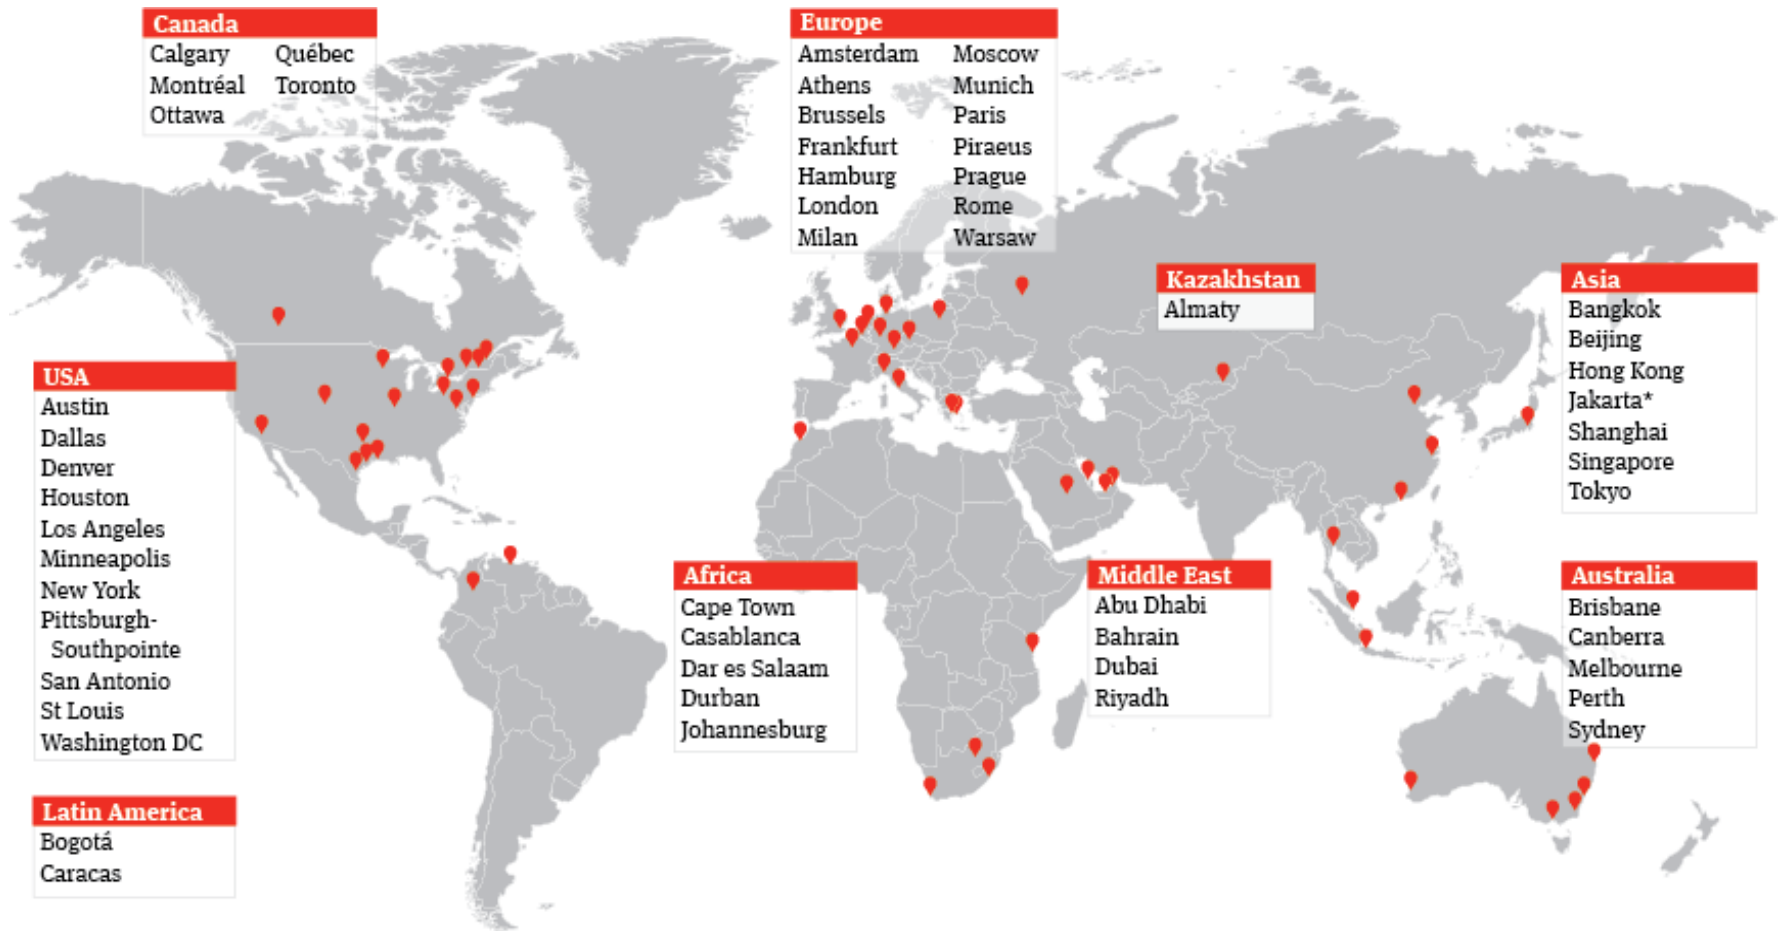 Canada
Calgary Québec
Montréal Toronto
Ottawa
Europe
Amsterdam Moscow
Athens Munich
Brussels Paris
Frankfurt Piraeus
Hamburg Prague
London Rome
Milan Warsaw
Kazakhstan
Almaty
Asia
Bangkok
Beijing
Hong Kong
Jakarta*
Shanghai
Singapore
Tokyo
USA
Austin
Dallas
Denver
Houston
Los Angeles
Minneapolis
New York
Pittsburgh-
Southpointe
San Antonio
St Louis
Washington DC
Africa
Cape Town
Casablanca
Dar es Salaam
Durban
Johannesburg
Middle East
Abu Dhabi
Bahrain
Dubai
Riyadh
Australia
Brisbane
Canberra
Melbourne
Perth
Sydney
Latin America
Bogotá
Caracas